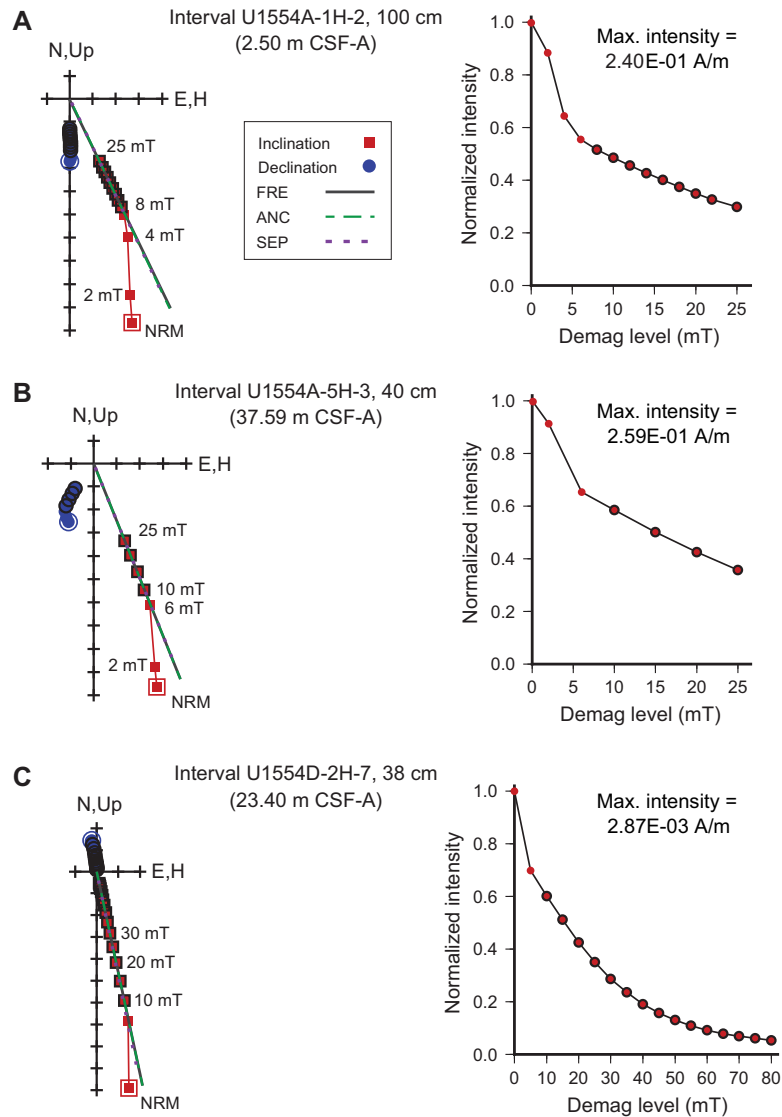 A
Interval U1554A-1H-2, 100 cm
(2.50 m CSF-A)
N,Up
E,H
25 mT
8 mT
4 mT
2 mT
NRM
Inclination
Declination
FRE
ANC
SEP
Max. intensity =
2.40E-01 A/m
Normalized intensity
1.0
0.8
0.6
0.4
0.2
0.0
0 5 10 15 20 25
Demag level (mT)
B
Interval U1554A-5H-3, 40 cm
(37.59 m CSF-A)
N,Up
E,H
25 mT
10 mT
6 mT
2 mT
NRM
Max. intensity =
2.59E-01 A/m
Normalized intensity
1.0
0.8
0.6
0.4
0.2
0.0
0 5 10 15 20 25
Demag level (mT)
C
Interval U1554D-2H-7, 38 cm
(23.40 m CSF-A)
N,Up
E,H
30 mT
20 mT
10 mT
NRM
Max. intensity =
2.87E-03 A/m
Normalized intensity
1.0
0.8
0.6
0.4
0.2
0.0
0 10 20 30 40 50 60 70 80
Demag level (mT)